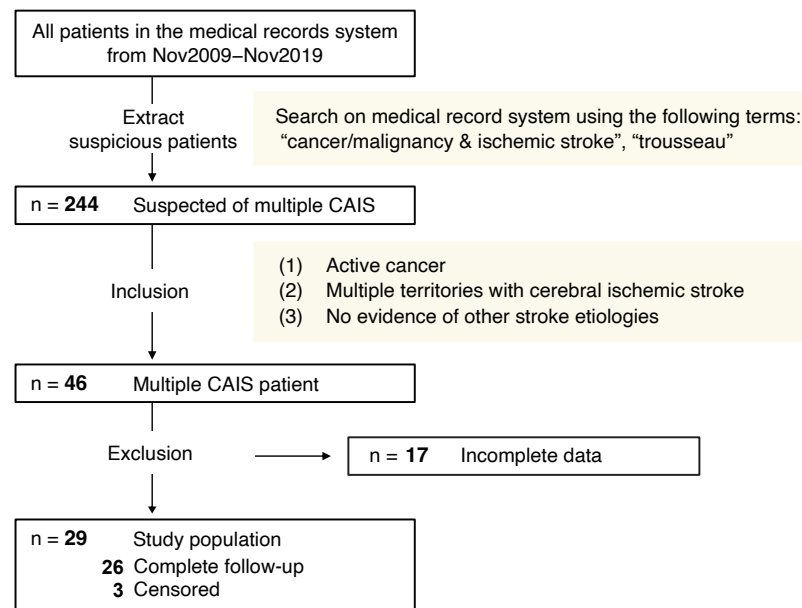 All patients in the medical records system
from Nov2009–Nov2019
Extract
suspicious patients
Search on medical record system using the following terms:
“cancer/malignancy & ischemic stroke”, “trousseau”
n = 244 Suspected of multiple CAIS
Inclusion
(1) Active cancer
(2) Multiple territories with cerebral ischemic stroke
(3) No evidence of other stroke etiologies
n = 46 Multiple CAIS patient
Exclusion
n = 17 Incomplete data
n = 29 Study population
26 Complete follow-up
3 Censored